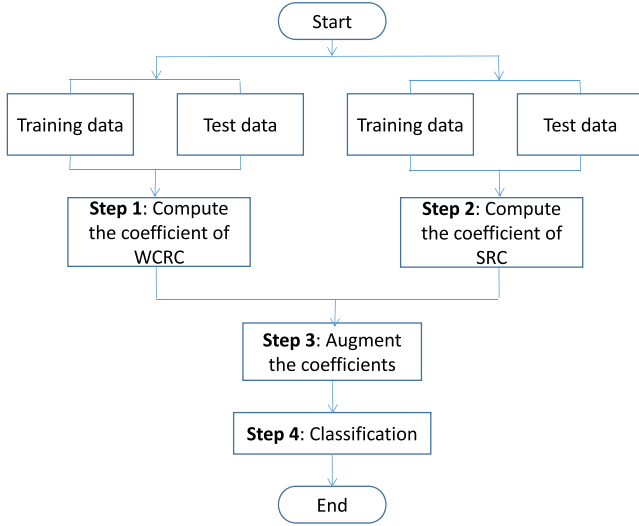 Start
Training data
Test data
Training data
Test data
Step 1: Compute
the coefficient of
WCRC
Step 2: Compute
the coefficient of
SRC
Step 3: Augment
the coefficients
Step 4: Classification
End